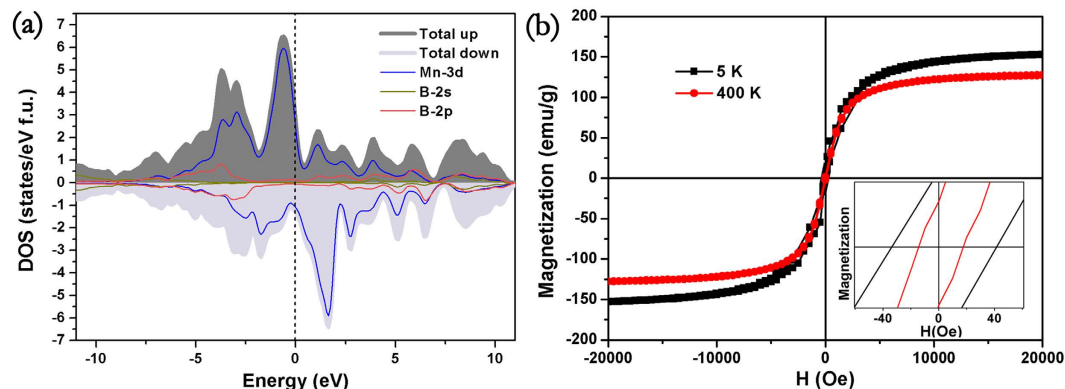 (a)
DOS (states/eV f.u.)
7
6
5
4
3
2
1
0
-1
-2
-3
-4
-5
-6
-7
Total up
Total down
Mn-3d
B-2s
B-2p
-10 -5 0 5 10
Energy (eV)
(b)
Magnetization (emu/g)
200
150
100
50
0
-50
-100
-150
-200
5 K
400 K
Magnetization
-40 0 40
H(Oe)
-20000 -10000 0 10000 20000
H (Oe)